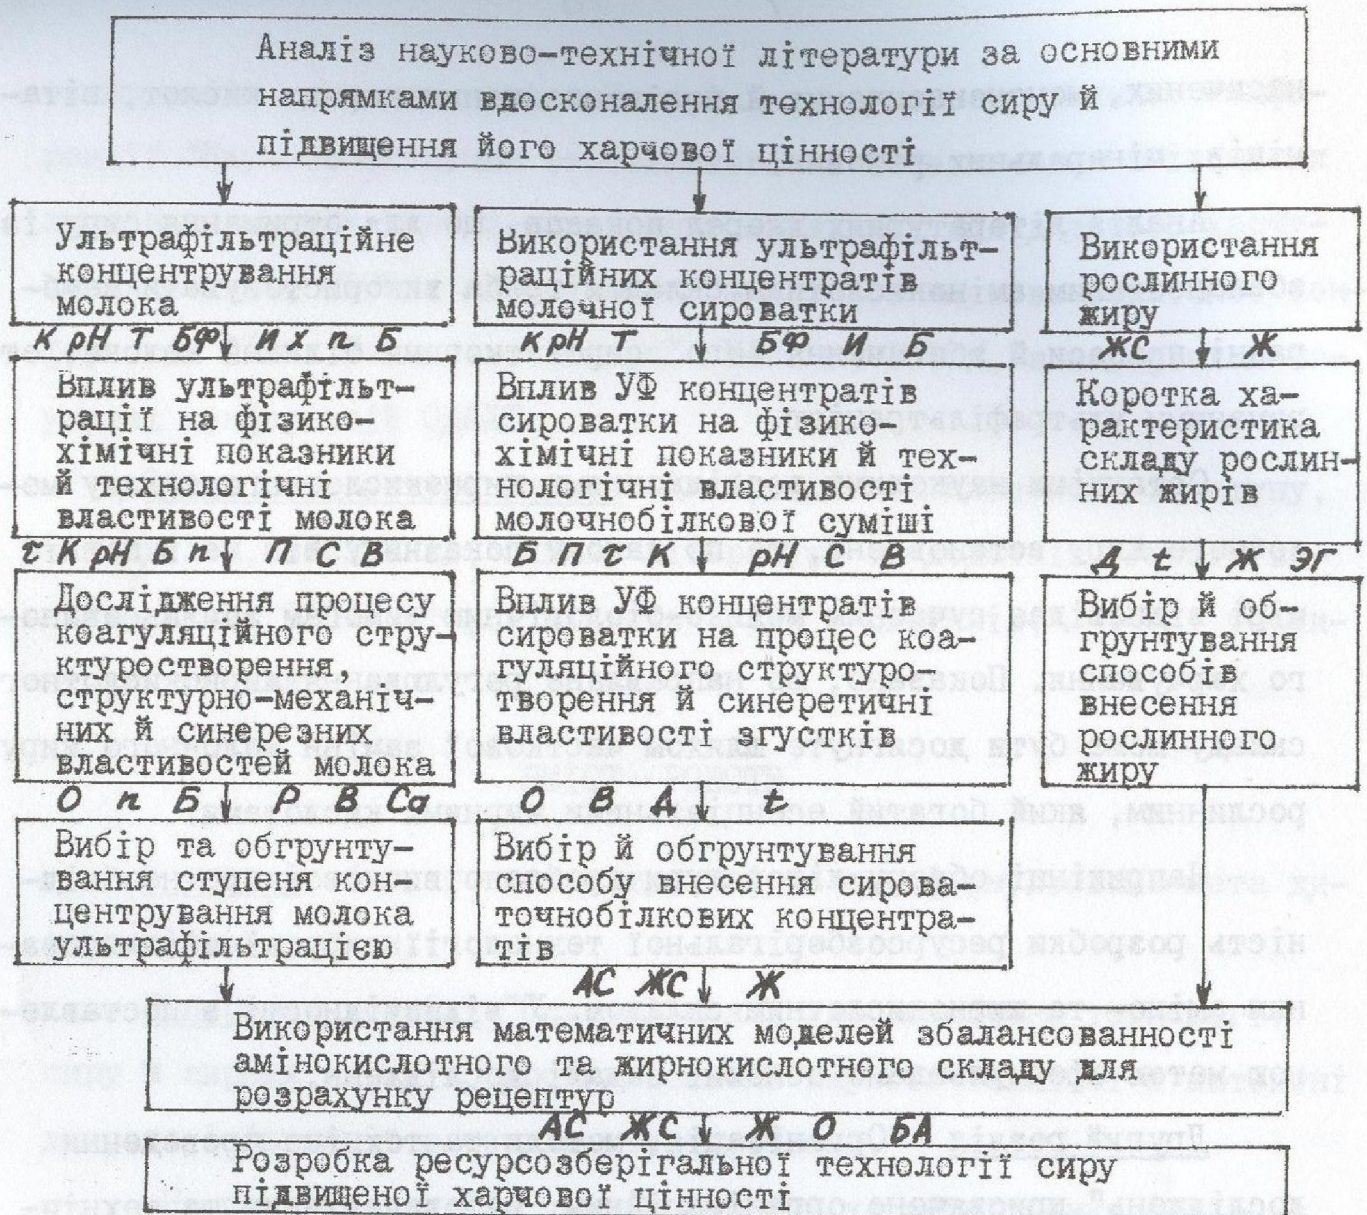 Аналіз науково-технічної літератури за основними
напрямками вдосконалення технології сиру й
підвищення його харчової цінності
Ультрафільтраційне
концентрування
молока
К рН Т БФ И х п Б
Вплив ультрафільт-
рації на фізико-
хімічні показники
й технологічні
властивості молока
τ К рН Б п П С В
Дослідження процесу
коагуляційного стру-
ктуростворення,
структурно-механіч-
них й синерезних
властивостей молока
О п Б Р В Са
Вибір та обгрунту-
вання ступеня кон-
центрування молока
ультрафільтрацією
Використання ультрафільт-
раційних концентратів
молочної сироватки
К рН Т БФ И Б
Вплив УФ концентратів
сироватки на фізико-
хімічні показники й тех-
нологічні властивості
молочнобілкової суміші
Б П τ К рН С В
Вплив УФ концентратів
сироватки на процес коа-
гуляційного структуро-
творення й синеретичні
властивості згустків
О В Д t
Вибір й обгрунтування
способу внесення сирова-
точнобілкових концентра-
тів
Використання
рослинного
жиру
ЖС Ж
Коротка ха-
рактеристика
складу рослин-
них жирів
Д t Ж ЭГ
Вибір й об-
грунтування
способів
внесення
рослинного
жиру
АС ЖС Ж
Використання математичних моделей збалансованності
амінокислотного та жирнокислотного складу для
розрахунку рецептур
АС ЖС Ж О БА
Розробка ресурсозберігальної технології сиру
підвищеної харчової цінності